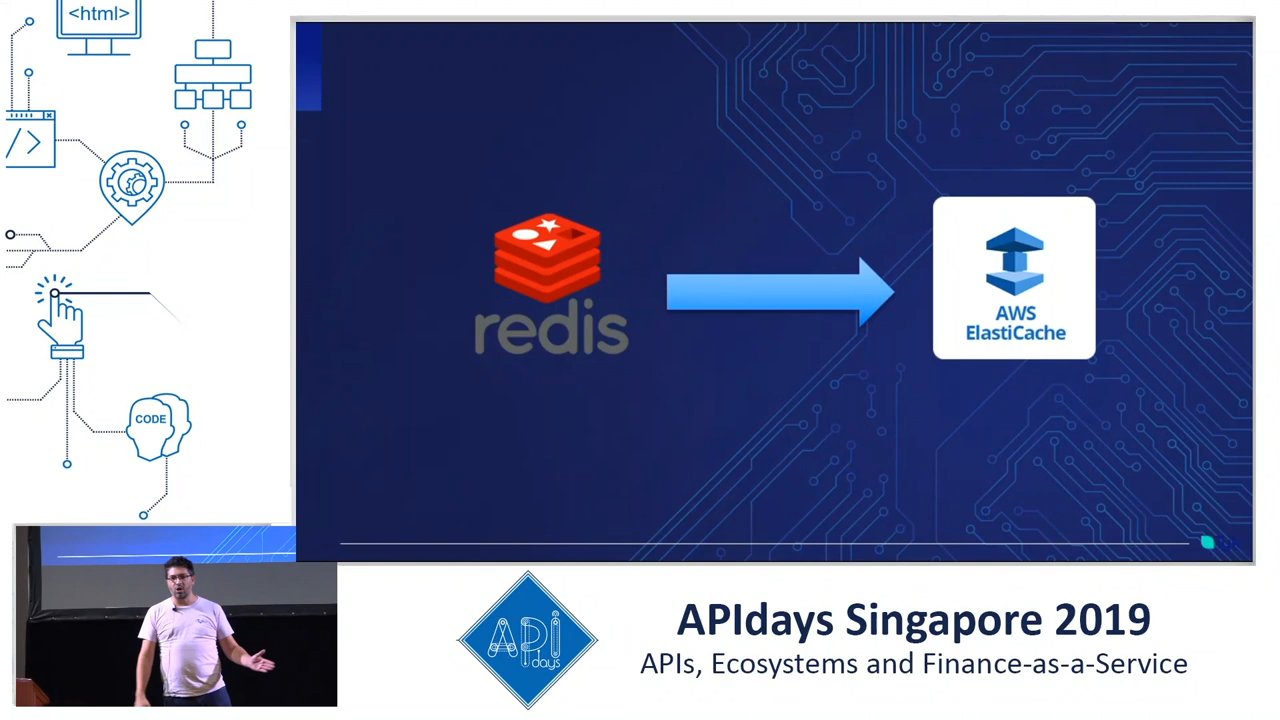 <html>
</>
CODE
redis
AWS
ElastiCache
API
days
APIdays Singapore 2019
APIs, Ecosystems and Finance-as-a-Service